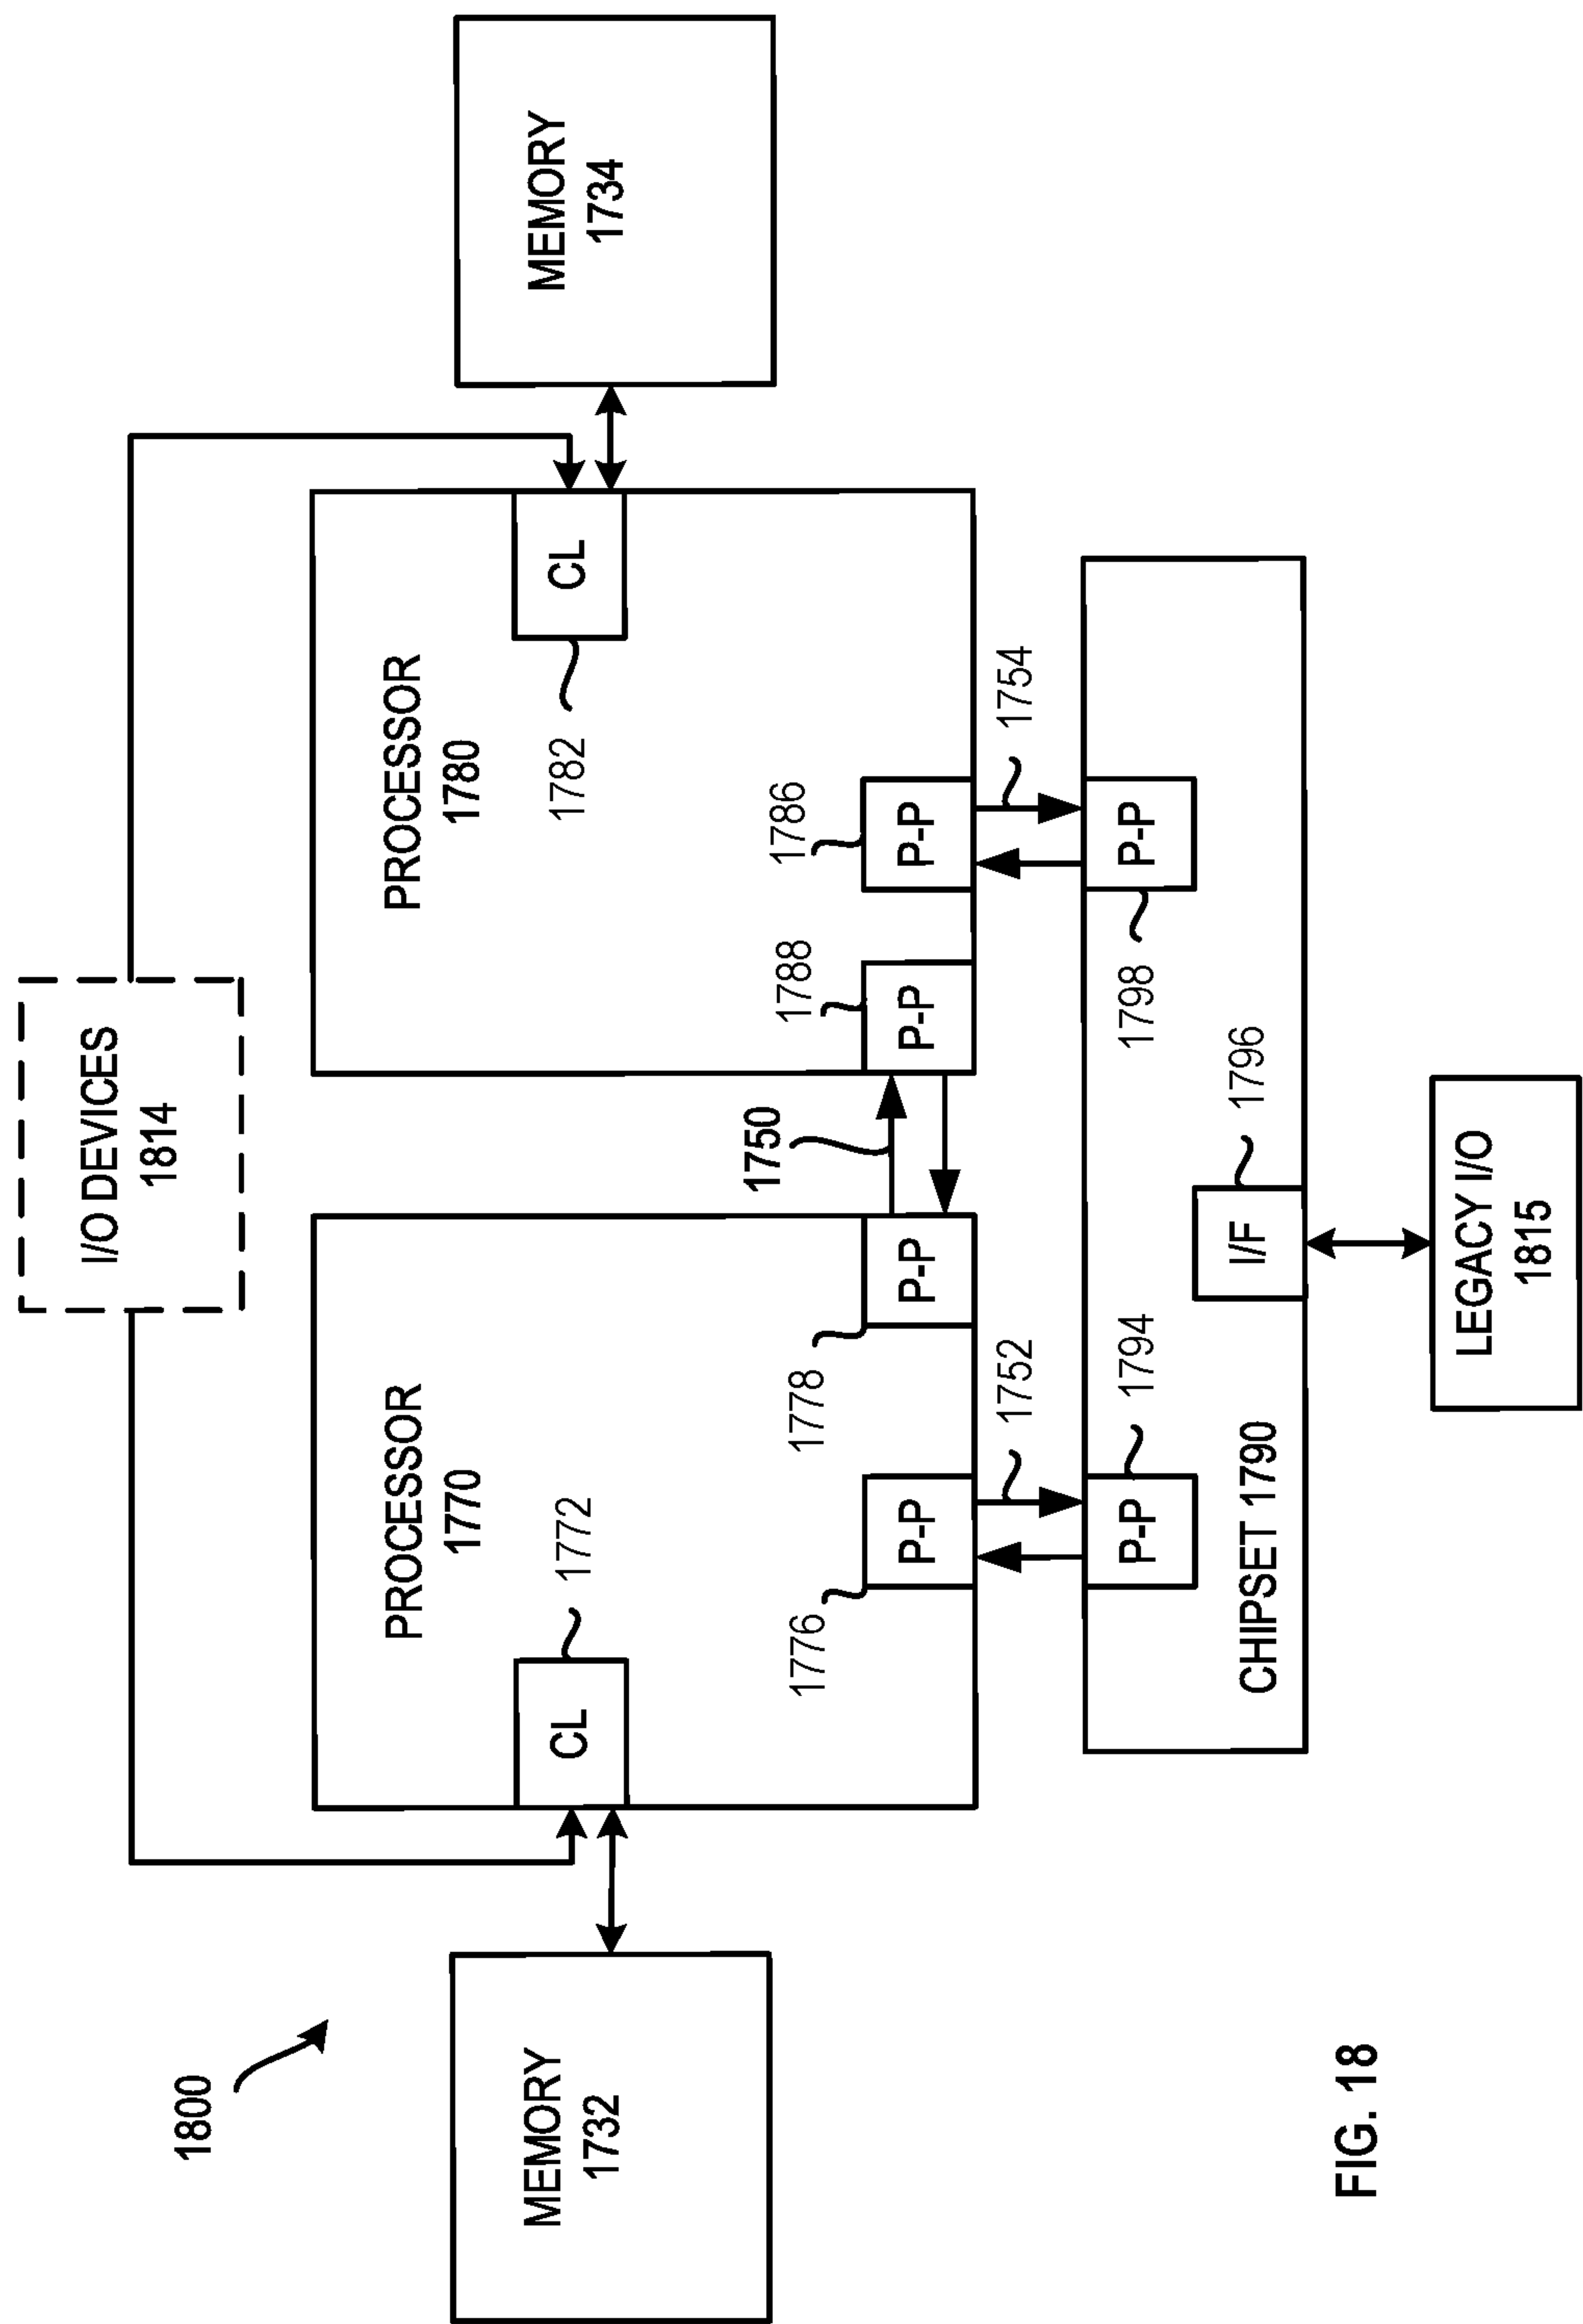 1800
I/O DEVICES
1814
MEMORY
1732
PROCESSOR
1770
CL
1772
1776
P-P
1778
P-P
1750
PROCESSOR
1780
CL
1782
1788
P-P
1786
P-P
MEMORY
1734
1752
1754
P-P
1794
P-P
1798
CHIPSET 1790
I/F
1796
LEGACY I/O
1815
FIG. 18